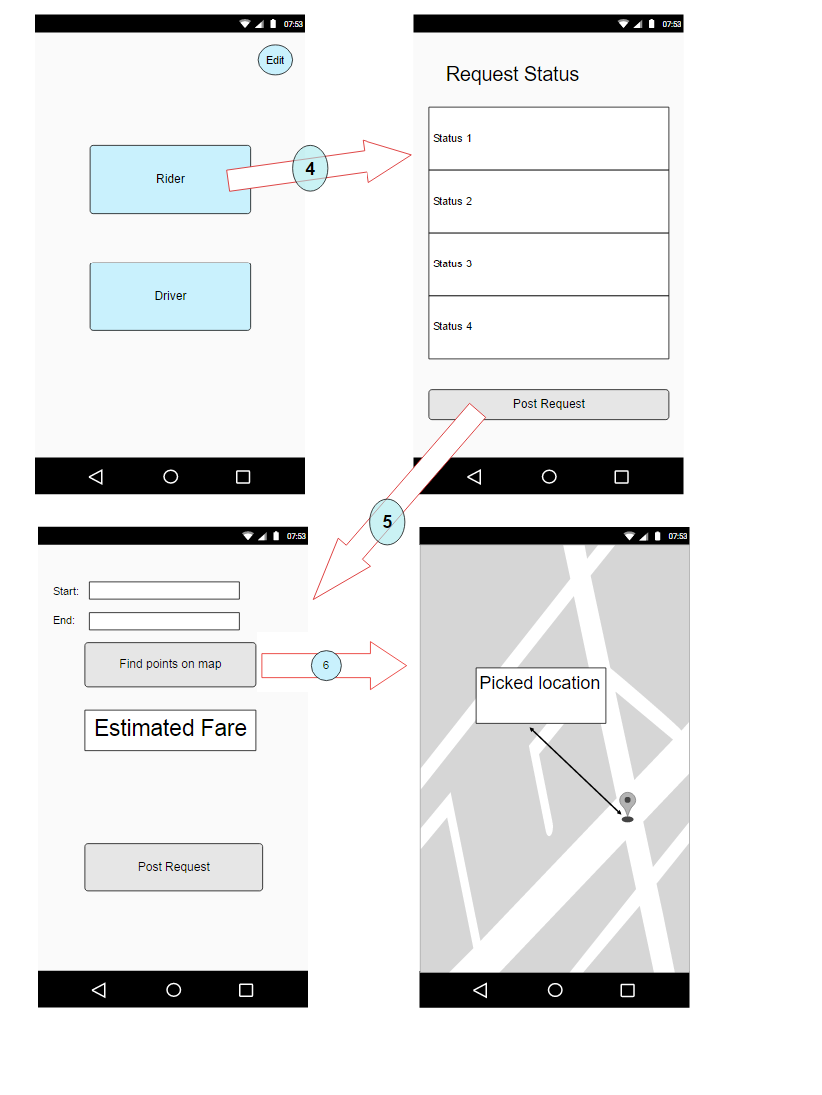 07:53
Edit
Rider
Driver
4
07:53
Request Status
Status 1
Status 2
Status 3
Status 4
Post Request
5
07:53
Start:
End:
Find points on map
Estimated Fare
Post Request
6
07:53
Picked location